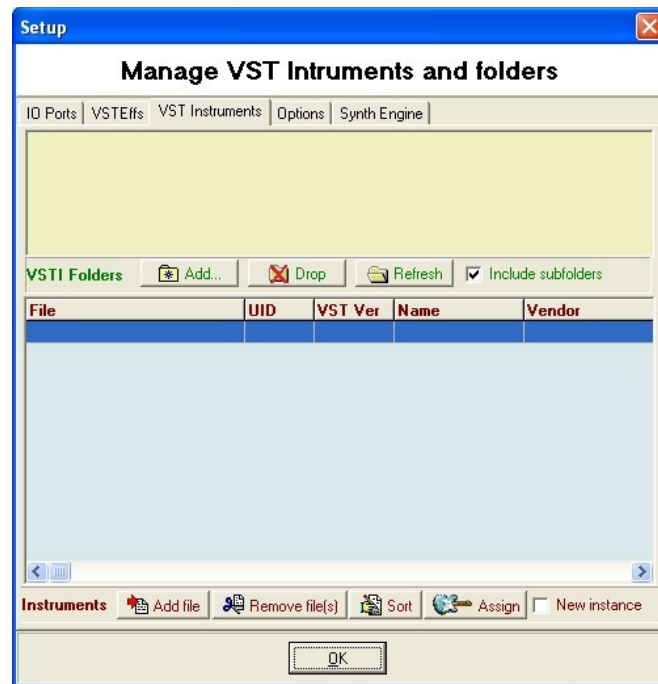 Setup
Manage VST Intruments and folders
IO Ports VSTEffs VST Instruments Options Synth Engine
VSTI Folders Add... Drop Refresh Include subfolders
File UID VST Ver Name Vendor
Instruments Add file Remove file(s) Sort Assign New instance
OK